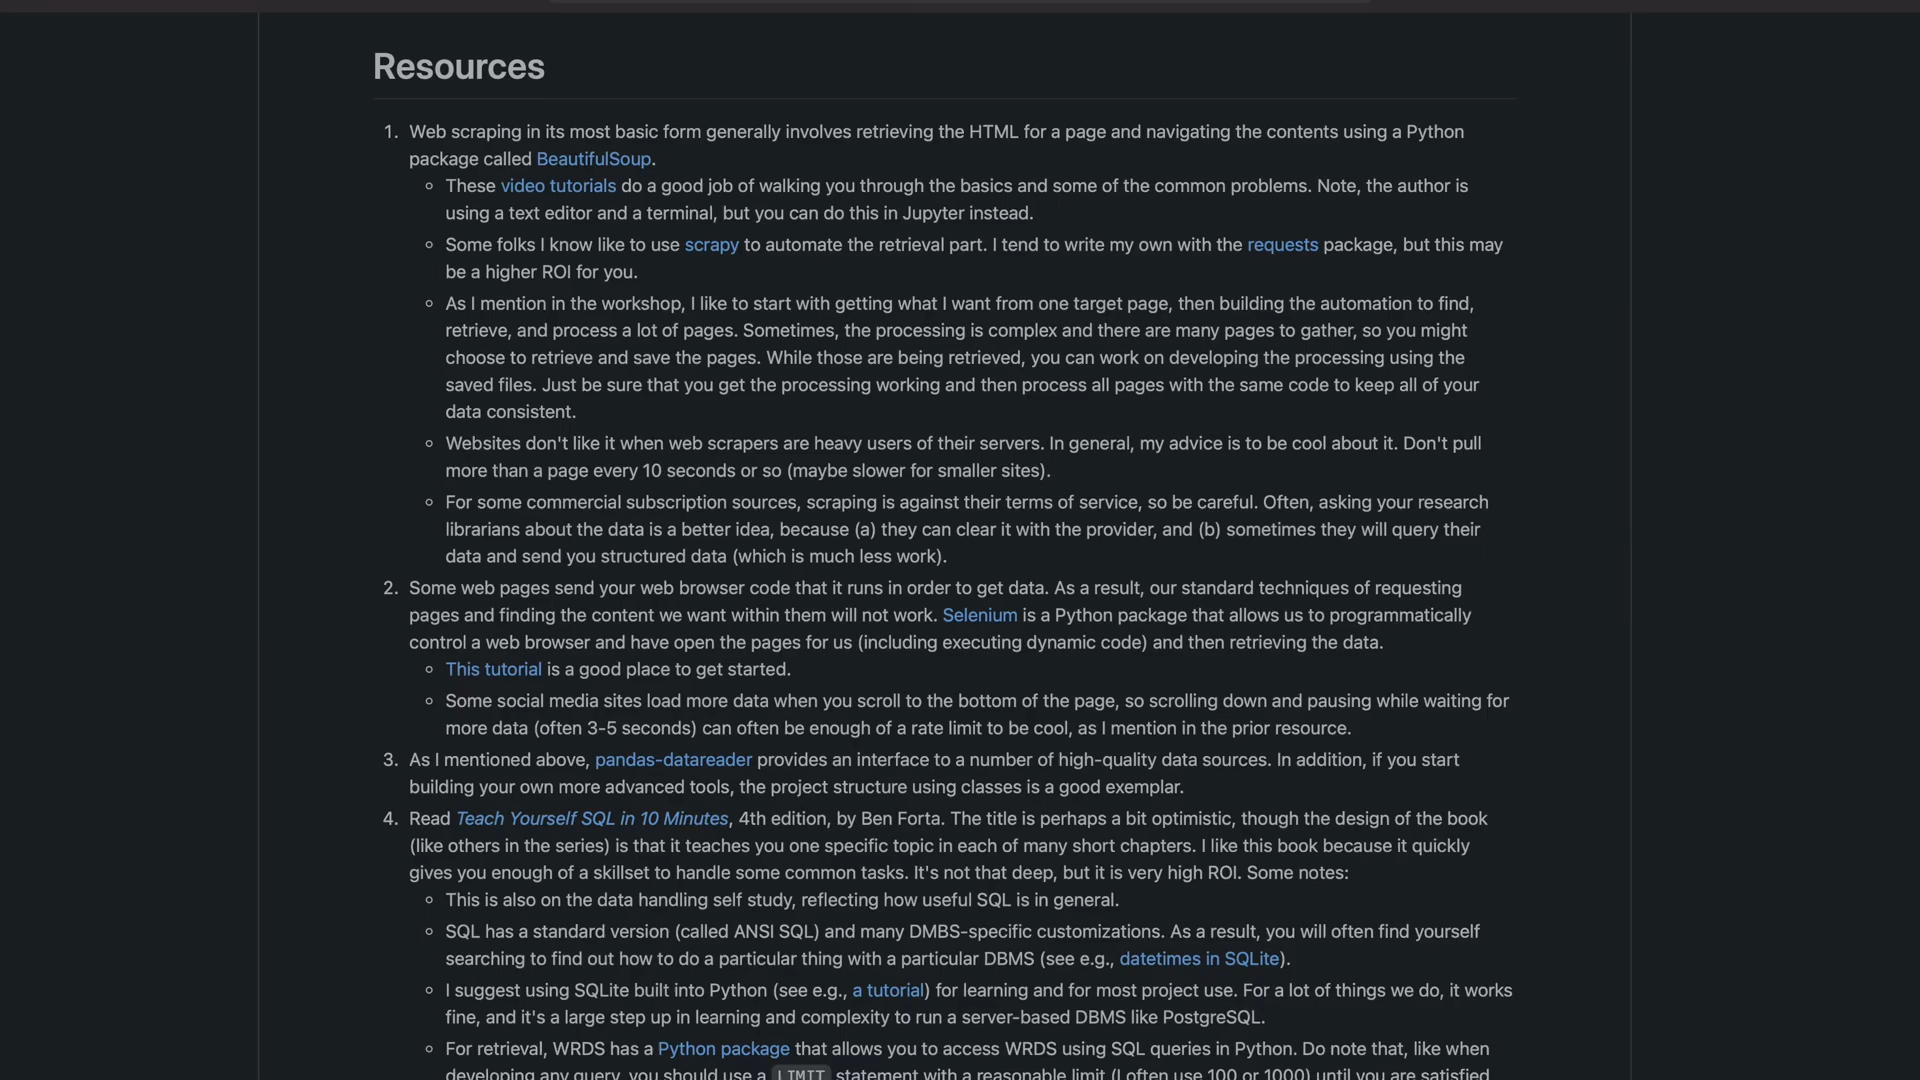 Resources
1. Web scraping in its most basic form generally involves retrieving the HTML for a page and navigating the contents using a Python
package called BeautifulSoup.
These video tutorials do a good job of walking you through the basics and some of the common problems. Note, the author is
using a text editor and a terminal, but you can do this in Jupyter instead.
Some folks I know like to use scrapy to automate the retrieval part. I tend to write my own with the requests package, but this may
be a higher ROI for you.
As I mention in the workshop, I like to start with getting what I want from one target page, then building the automation to find,
retrieve, and process a lot of pages. Sometimes, the processing is complex and there are many pages to gather, so you might
choose to retrieve and save the pages. While those are being retrieved, you can work on developing the processing using the
saved files. Just be sure that you get the processing working and then process all pages with the same code to keep all of your
data consistent.
Websites don't like it when web scrapers are heavy users of their servers. In general, my advice is to be cool about it. Don't pull
more than a page every 10 seconds or so (maybe slower for smaller sites).
For some commercial subscription sources, scraping is against their terms of service, so be careful. Often, asking your research
librarians about the data is a better idea, because (a) they can clear it with the provider, and (b) sometimes they will query their
data and send you structured data (which is much less work).
2. Some web pages send your web browser code that it runs in order to get data. As a result, our standard techniques of requesting
pages and finding the content we want within them will not work. Selenium is a Python package that allows us to programmatically
control a web browser and have open the pages for us (including executing dynamic code) and then retrieving the data.
This tutorial is a good place to get started.
Some social media sites load more data when you scroll to the bottom of the page, so scrolling down and pausing while waiting for
more data (often 3-5 seconds) can often be enough of a rate limit to be cool, as I mention in the prior resource.
3. As I mentioned above, pandas-datareader provides an interface to a number of high-quality data sources. In addition, if you start
building your own more advanced tools, the project structure using classes is a good exemplar.
4. Read Teach Yourself SQL in 10 Minutes, 4th edition, by Ben Forta. The title is perhaps a bit optimistic, though the design of the book
(like others in the series) is that it teaches you one specific topic in each of many short chapters. I like this book because it quickly
gives you enough of a skillset to handle some common tasks. It's not that deep, but it is very high ROI. Some notes:
This is also on the data handling self study, reflecting how useful SQL is in general.
SQL has a standard version (called ANSI SQL) and many DMBS-specific customizations. As a result, you will often find yourself
searching to find out how to do a particular thing with a particular DBMS (see e.g., datetimes in SQLite).
I suggest using SQLite built into Python (see e.g., a tutorial) for learning and for most project use. For a lot of things we do, it works
fine, and it's a large step up in learning and complexity to run a server-based DBMS like PostgreSQL.
For retrieval, WRDS has a Python package that allows you to access WRDS using SQL queries in Python. Do note that, like when
developing any query, you should use a LIMIT statement with a reasonable limit (I often use 100 or 1000) until you are satisfied